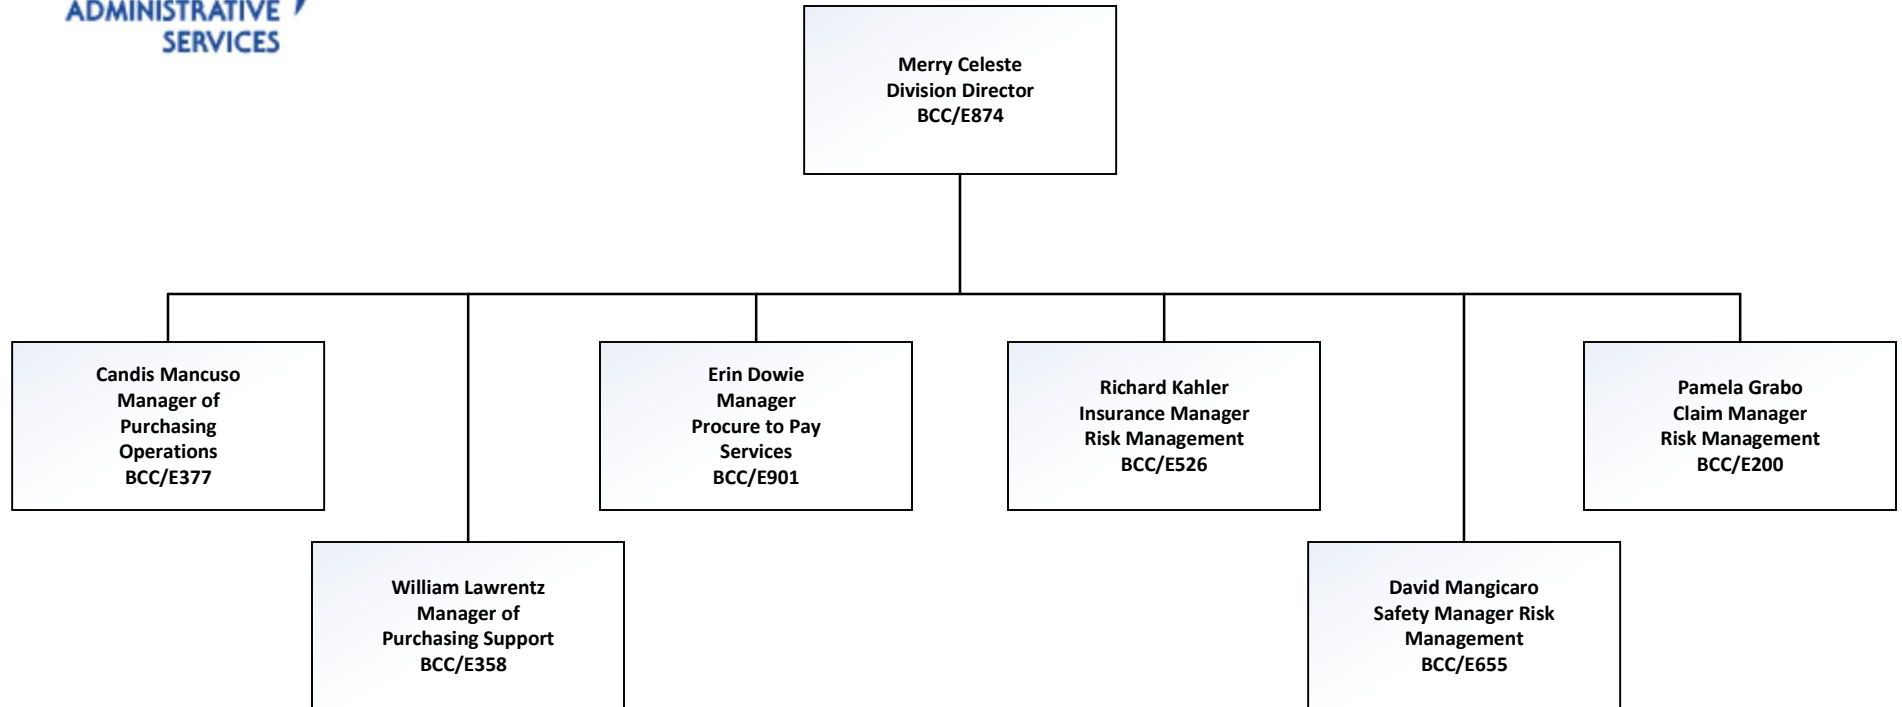 ADMINISTRATIVE
SERVICES
Merry Celeste
Division Director
BCC/E874
Candis Mancuso
Manager of
Purchasing
Operations
BCC/E377
William Lawrentz
Manager of
Purchasing Support
BCC/E358
Erin Dowie
Manager
Procure to Pay
Services
BCC/E901
Richard Kahler
Insurance Manager
Risk Management
BCC/E526
David Mangicaro
Safety Manager Risk
Management
BCC/E655
Pamela Grabo
Claim Manager
Risk Management
BCC/E200